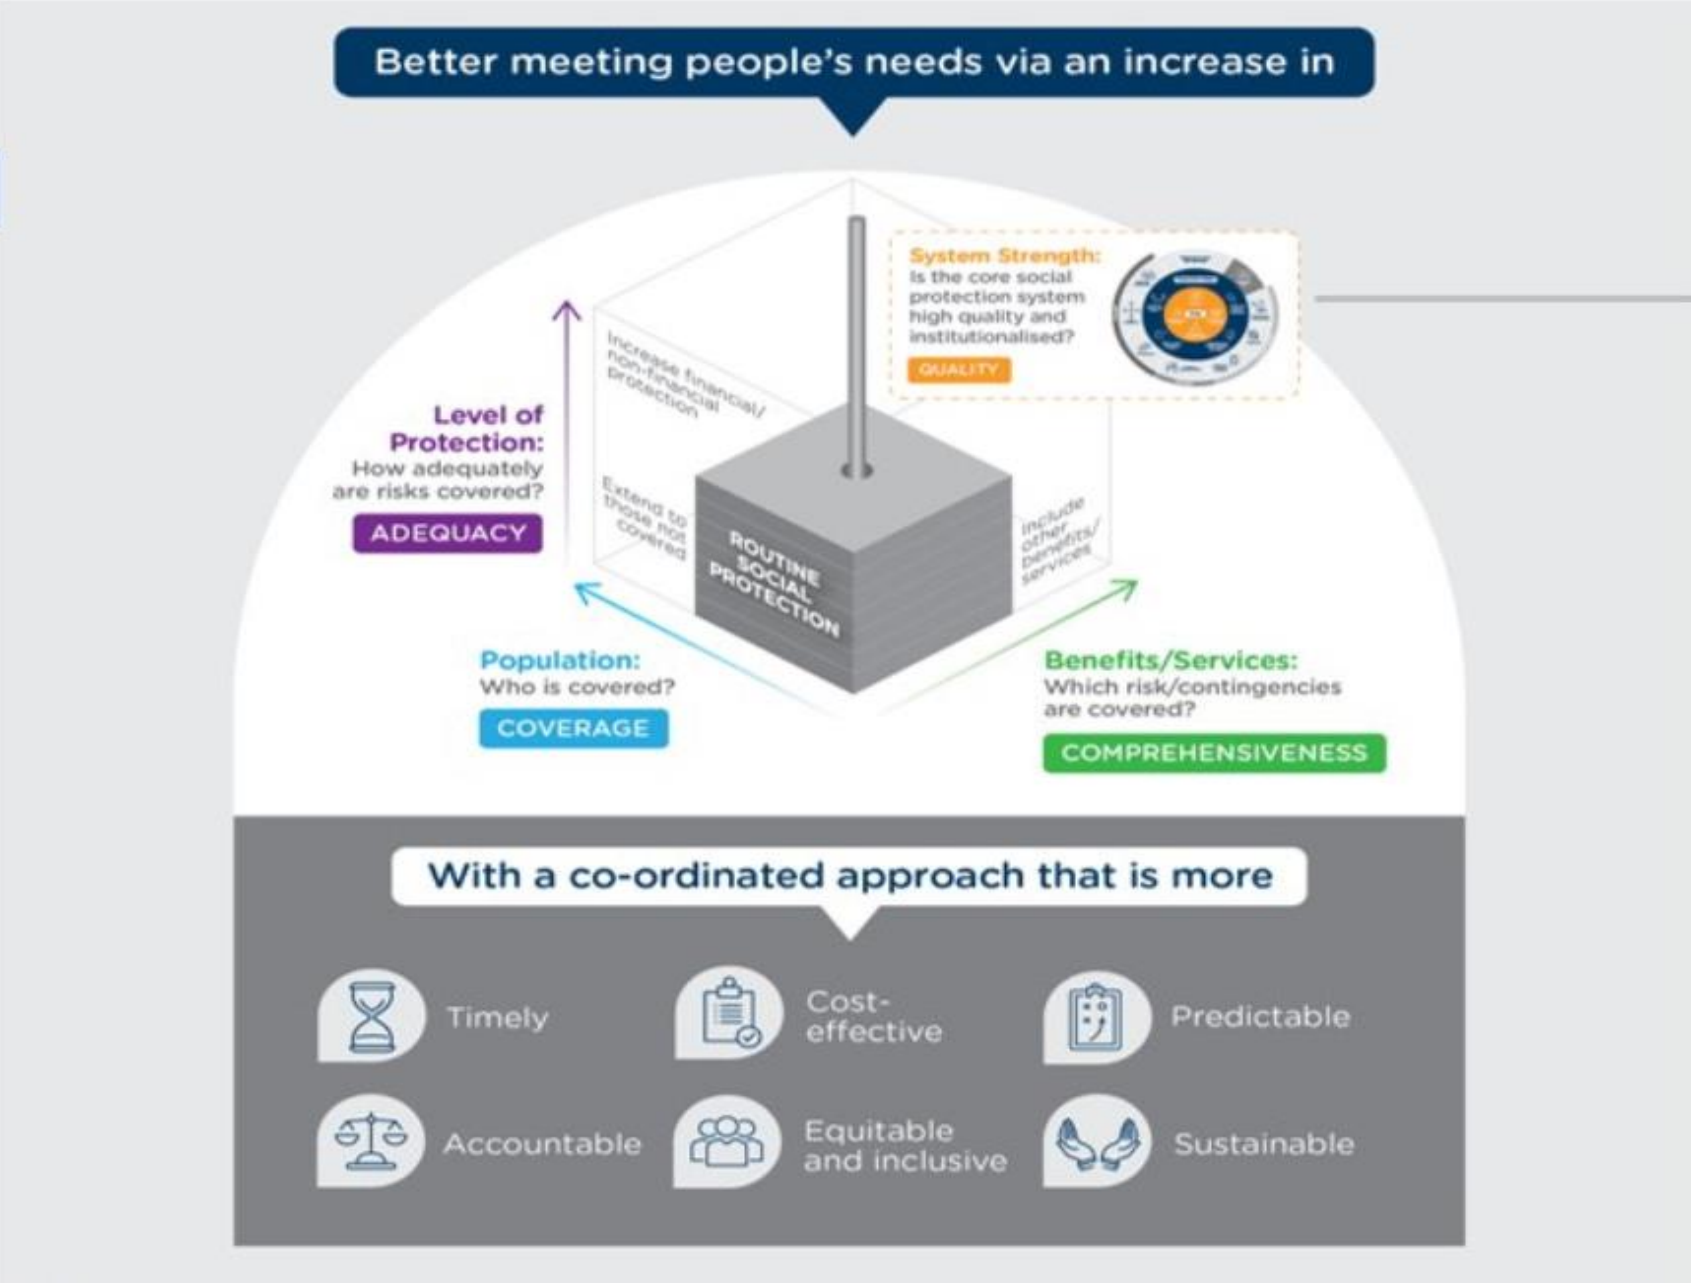 Better meeting people's needs via an increase in
System Strength:
Is the core social
protection system
high quality and
institutionalised?
QUALITY
Increase financial/
non-financial
protection
Level of
Protection:
How adequately
are risks covered?
ADEQUACY
Extend to
those not
covered
Include
other
benefits/
services
ROUTINE
SOCIAL
PROTECTION
Population:
Who is covered?
COVERAGE
Benefits/Services:
Which risk/contingencies
are covered?
COMPREHENSIVENESS
With a co-ordinated approach that is more
Timely
Cost-
effective
Predictable
Accountable
Equitable
and inclusive
Sustainable